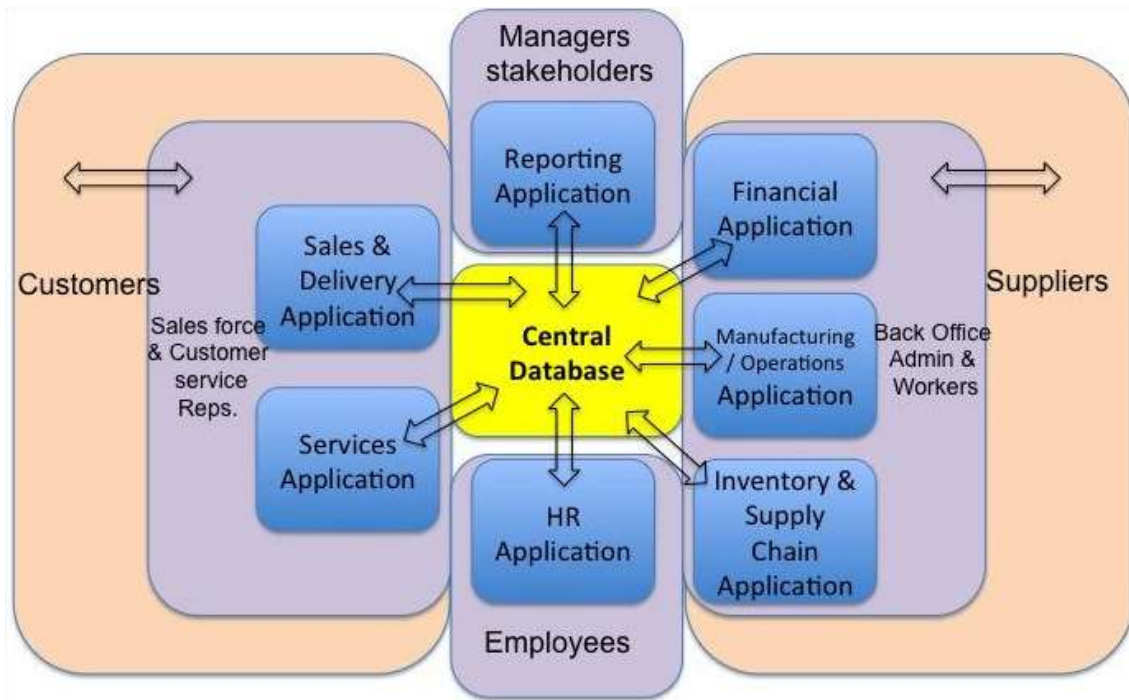 Managers
stakeholders
Reporting
Application
Financial
Application
Sales &
Delivery
Application
Customers
Suppliers
Sales force
& Customer
service
Reps.
Central
Database
Manufacturing
/ Operations
Application
Back Office
Admin &
Workers
Services
Application
HR
Application
Inventory &
Supply
Chain
Application
Employees